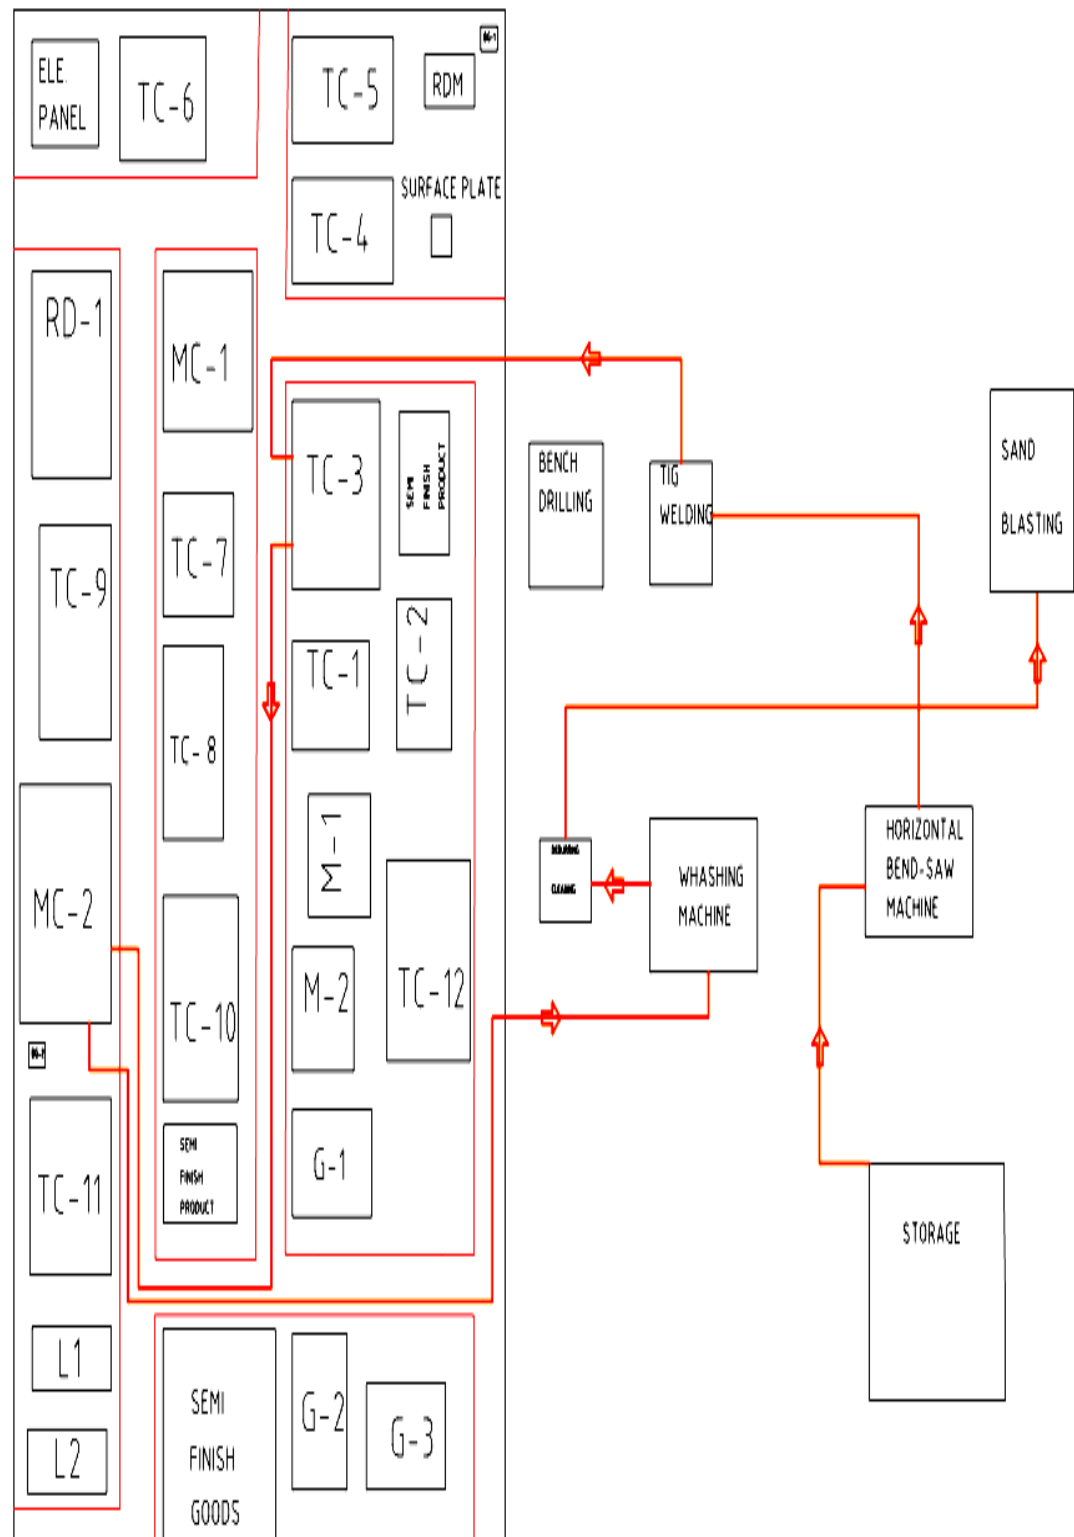 ELE.
PANEL
TC-6
TC-5
RDM
SURFACE PLATE
TC-4
RD-1
MC-1
TC-3
SEMI
FINISH
PRODUCT
BENCH
DRILLING
TIG
WELDING
SAND
BLASTING
TC-9
TC-7
TC-8
TC-1
TC-2
MC-2
M-1
M-2
TC-12
CLEARING
WHASHING
MACHINE
HORIZONTAL
BEND-SAW
MACHINE
TC-10
SEMI
FINISH
PRODUCT
TC-11
G-1
STORAGE
L1
L2
SEMI
FINISH
GOODS
G-2
G-3